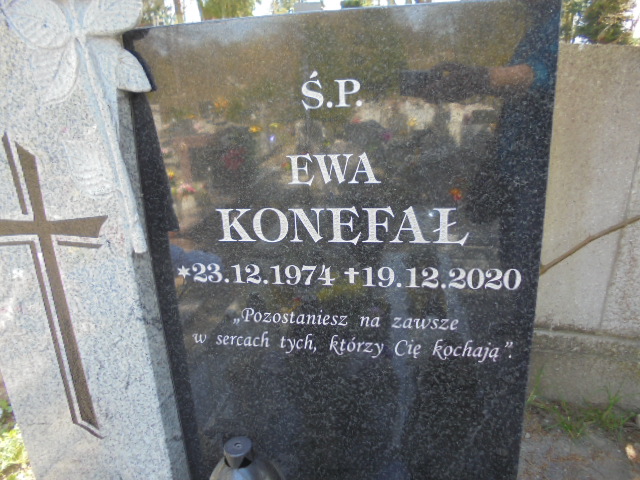 Ś.P.
EWA
KONEFAŁ
*23.12.1974 †19.12.2020
„Pozostaniesz na zawsze
w sercach tych, którzy Cię kochają”.